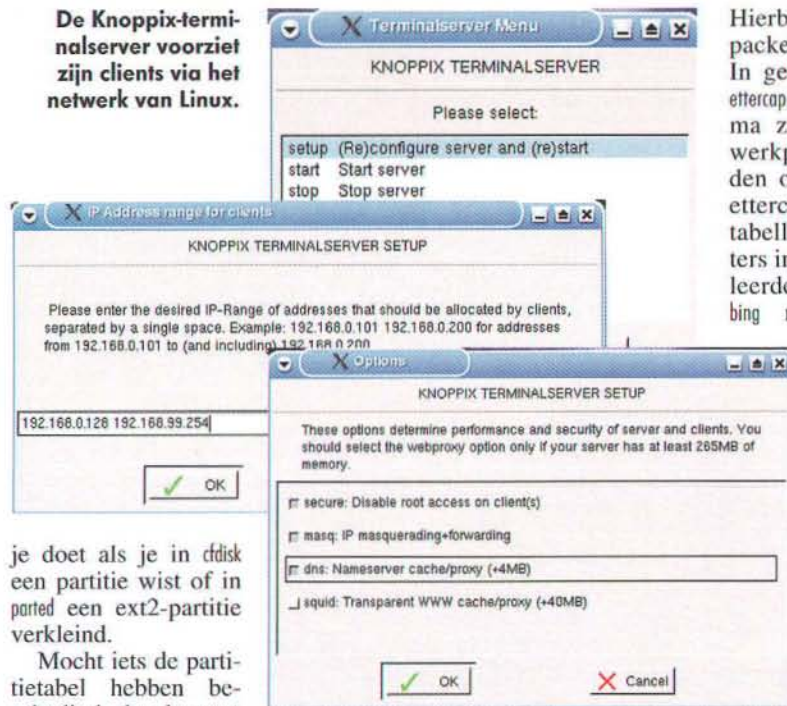 De Knoppix-termi-
nalserver voorziet
zijn clients via het
netwerk van Linux.
Terminalserver Menu
KNOPPIX TERMINALSERVER
Please select:
setup (Re)configure server and (re)start
start Start server
stop Stop server
IP Address range for clients
KNOPPIX TERMINALSERVER SETUP
Please enter the desired IP-Range of addresses that should be allocated by clients,
separated by a single space. Example: 192.168.0.101 192.168.0.200 for addresses
from 192.168.0.101 to (and including) 192.168.0.200
192.168.0.128 192.168.99.254
OK
Options
KNOPPIX TERMINALSERVER SETUP
These options determine performance and security of server and clients. You
should select the webproxy option only if your server has at least 265MB of
memory.
secure: Disable root access on client(s)
masq: IP masquerading+forwarding
dns: Nameserver cache/proxy (+4MB)
squid: Transparent WWW cache/proxy (+40MB)
OK
Cancel
je doet als je in cfdisk
een partitie wist of in
parted een ext2-partitie
verkleind.
Mocht iets de parti-
tietabel hebben be-
Hierb
packe
In ge
ettercap
ma z
werkp
den o
etterc
tabell
ters in
leerdo
bing